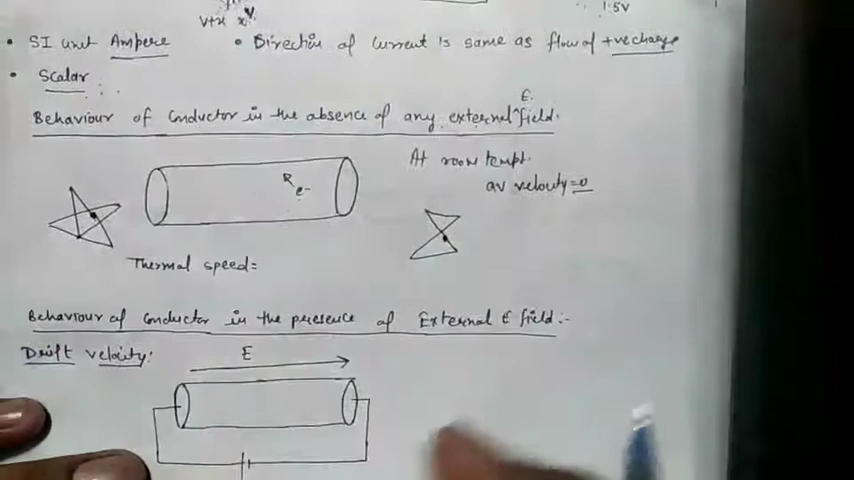 V+x x v
1.5V
• SI unit Ampere • Direction of current is same as flow of +ve charge
• Scalar
Behaviour of Conductor in the absence of any external E field.
At room tempt.
av velocity = 0
e-
Thermal speed =
Behaviour of Conductor in the presence of External E field :-
Drift velocity:
E